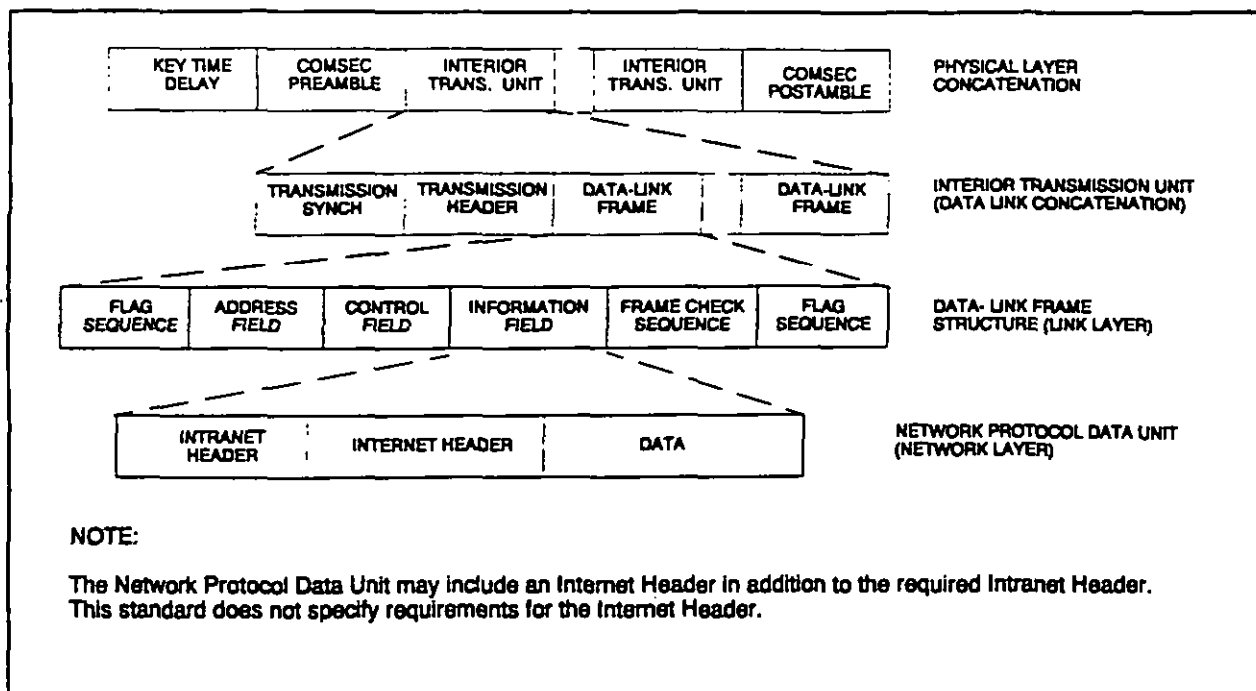 KEY TIME DELAY
COMSEC PREAMBLE
INTERIOR TRANS. UNIT
INTERIOR TRANS. UNIT
COMSEC POSTAMBLE
PHYSICAL LAYER
CONCATENATION
TRANSMISSION SYNCH
TRANSMISSION HEADER
DATA-LINK FRAME
DATA-LINK FRAME
INTERIOR TRANSMISSION UNIT
(DATA LINK CONCATENATION)
FLAG SEQUENCE
ADDRESS FIELD
CONTROL FIELD
INFORMATION FIELD
FRAME CHECK SEQUENCE
FLAG SEQUENCE
DATA- LINK FRAME
STRUCTURE (LINK LAYER)
INTRANET HEADER
INTERNET HEADER
DATA
NETWORK PROTOCOL DATA UNIT
(NETWORK LAYER)
NOTE:
The Network Protocol Data Unit may include an Internet Header in addition to the required Intranet Header.
This standard does not specify requirements for the Internet Header.